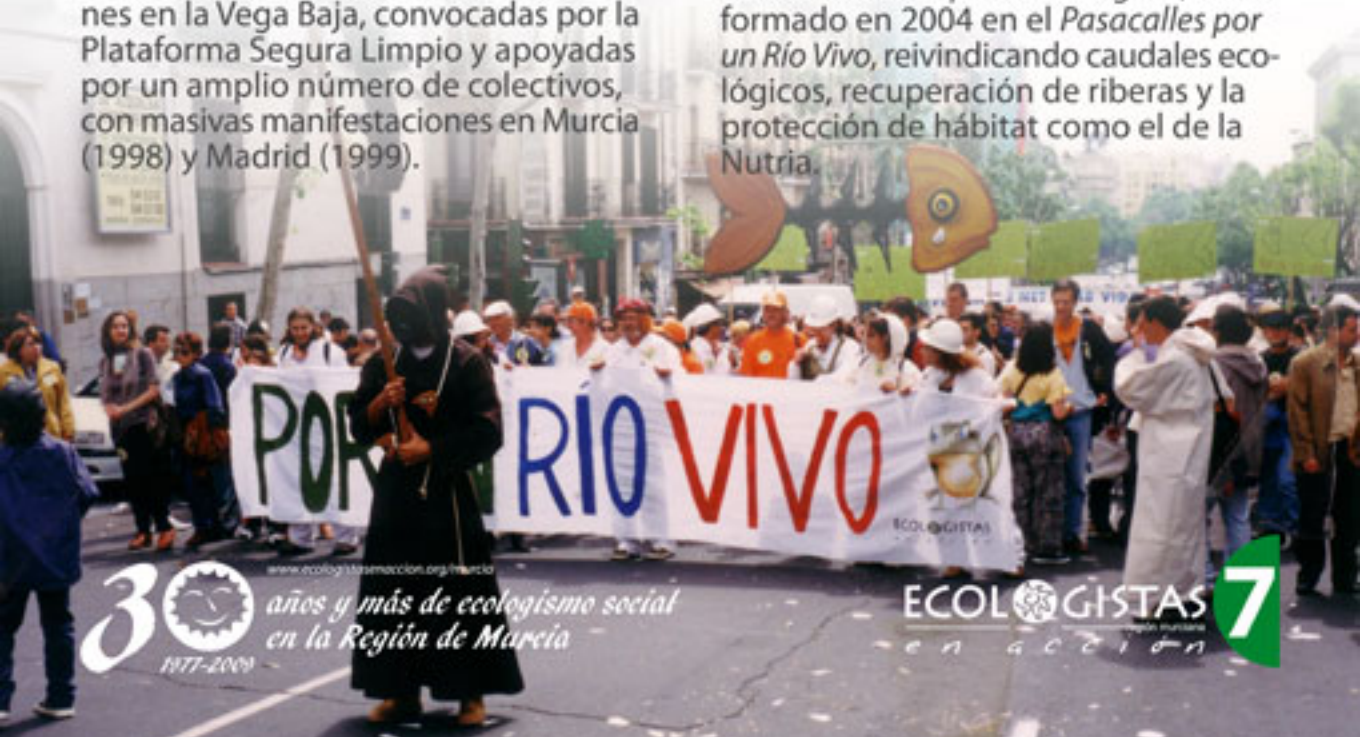 nes en la Vega Baja, convocadas por la
Plataforma Segura Limpio y apoyadas
por un amplio número de colectivos,
con masivas manifestaciones en Murcia
(1998) y Madrid (1999).
formado en 2004 en el Pasacalles por
un Río Vivo, reivindicando caudales eco-
lógicos, recuperación de riberas y la
protección de hábitat como el de la
Nutria.
POR RÍO VIVO
ECOLOGISTAS
30
1977-2009
www.ecologistasenaccion.org/murcia
años y más de ecologismo social
en la Región de Murcia
ECOLOGISTAS
región murciana
en acción
7